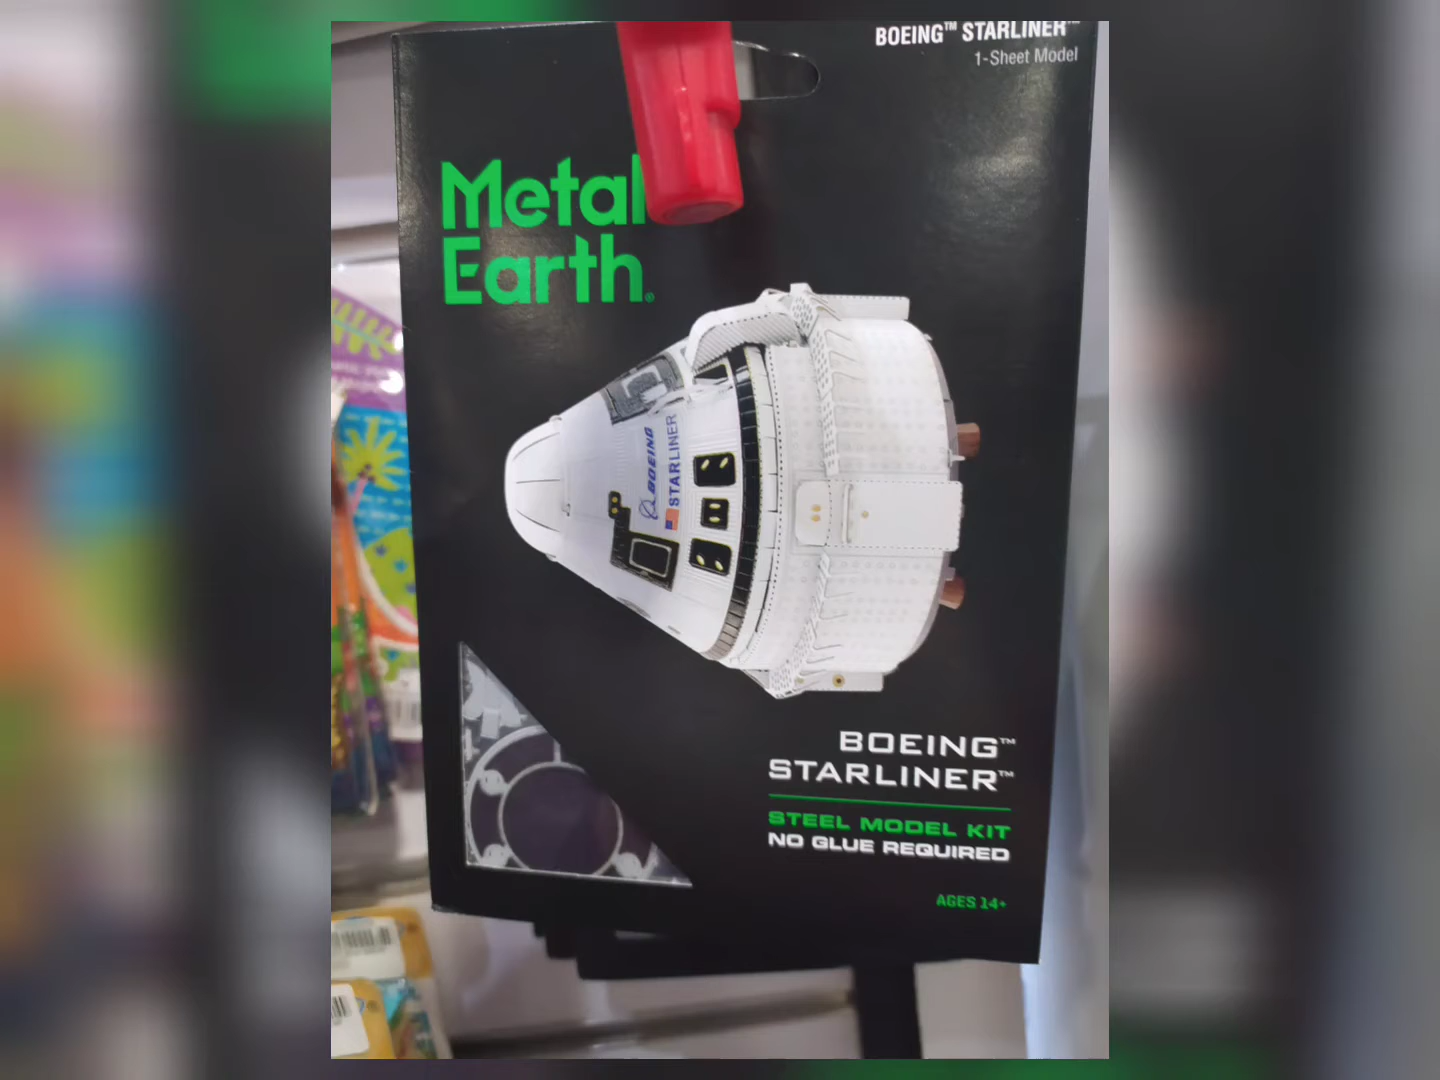 BOEING™ STARLINER™
1-Sheet Model
Metal
Earth®
BOEING
STARLINER
BOEING™
STARLINER™
STEEL MODEL KIT
NO GLUE REQUIRED
AGES 14+